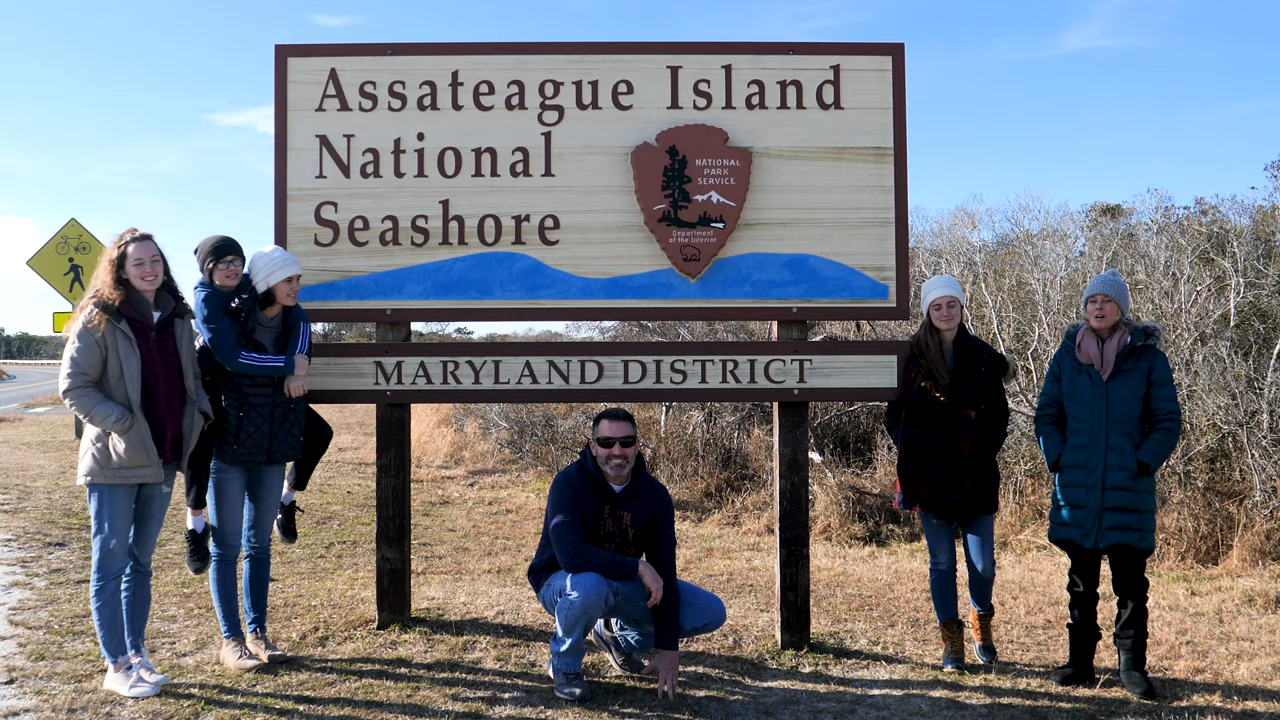 Assateague Island
National
Seashore
NATIONAL
PARK
SERVICE
Department
of the Interior
MARYLAND DISTRICT